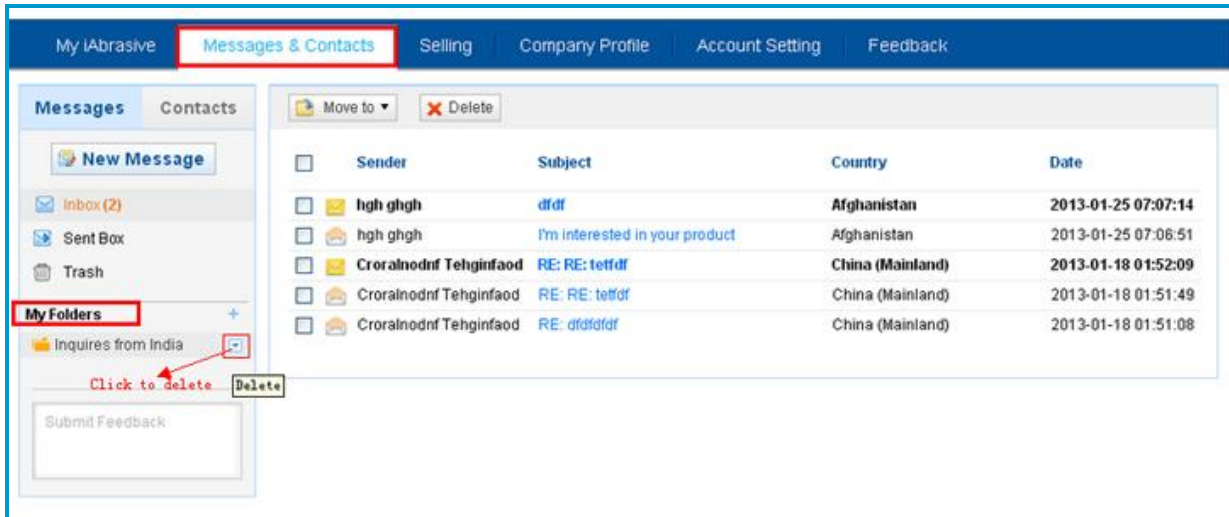 My iAbrasive Messages & Contacts Selling Company Profile Account Setting Feedback
Messages Contacts
New Message
Inbox (2)
Sent Box
Trash
My Folders +
Inquires from India
Click to delete
Delete
Submit Feedback
Move to Delete
Sender Subject Country Date
hgh ghgh dfdf Afghanistan 2013-01-25 07:07:14
hgh ghgh I'm interested in your product Afghanistan 2013-01-25 07:06:51
Croralnodnf Tehginfaod RE: RE: tetfdf China (Mainland) 2013-01-18 01:52:09
Croralnodnf Tehginfaod RE: RE: tetfdf China (Mainland) 2013-01-18 01:51:49
Croralnodnf Tehginfaod RE: dfdfdfdf China (Mainland) 2013-01-18 01:51:08